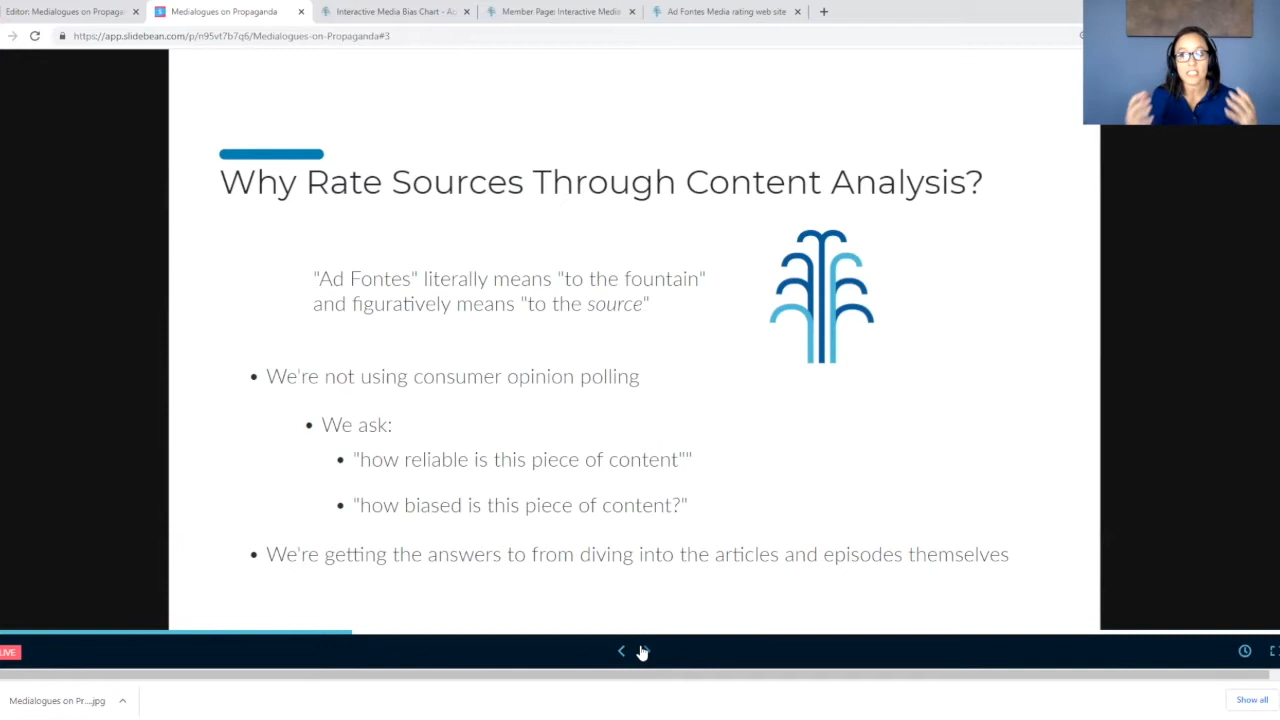 Editor: Medialogues on Propaga
Medialogues on Propaganda
Interactive Media Bias Chart - Ad
Member Page: Interactive Media
Ad Fontes Media rating web site
https://app.slidebean.com/p/n95vt7b7q6/Medialogues-on-Propaganda#3
Why Rate Sources Through Content Analysis?
"Ad Fontes" literally means "to the fountain"
and figuratively means "to the source"
• We're not using consumer opinion polling
• We ask:
• "how reliable is this piece of content""
• "how biased is this piece of content?"
• We're getting the answers to from diving into the articles and episodes themselves
LIVE
Medialogues on Pr....jpg
Show all